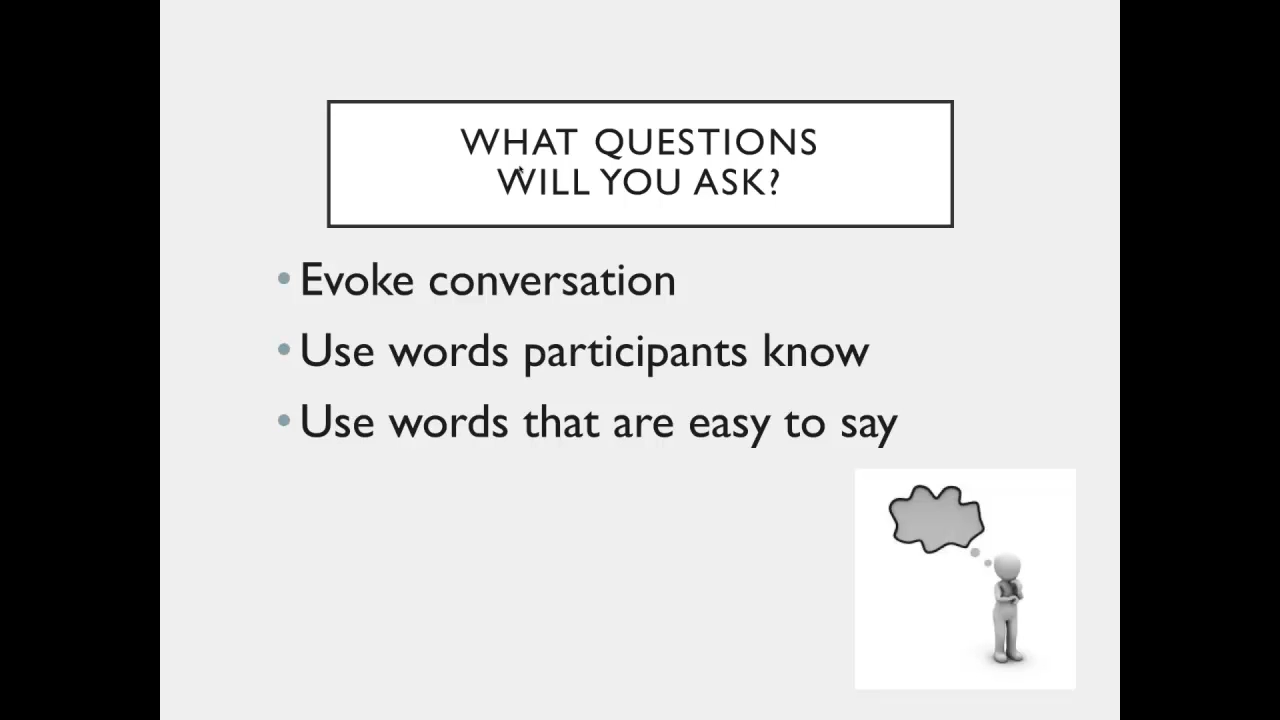 WHAT QUESTIONS
WILL YOU ASK?
• Evoke conversation
• Use words participants know
• Use words that are easy to say